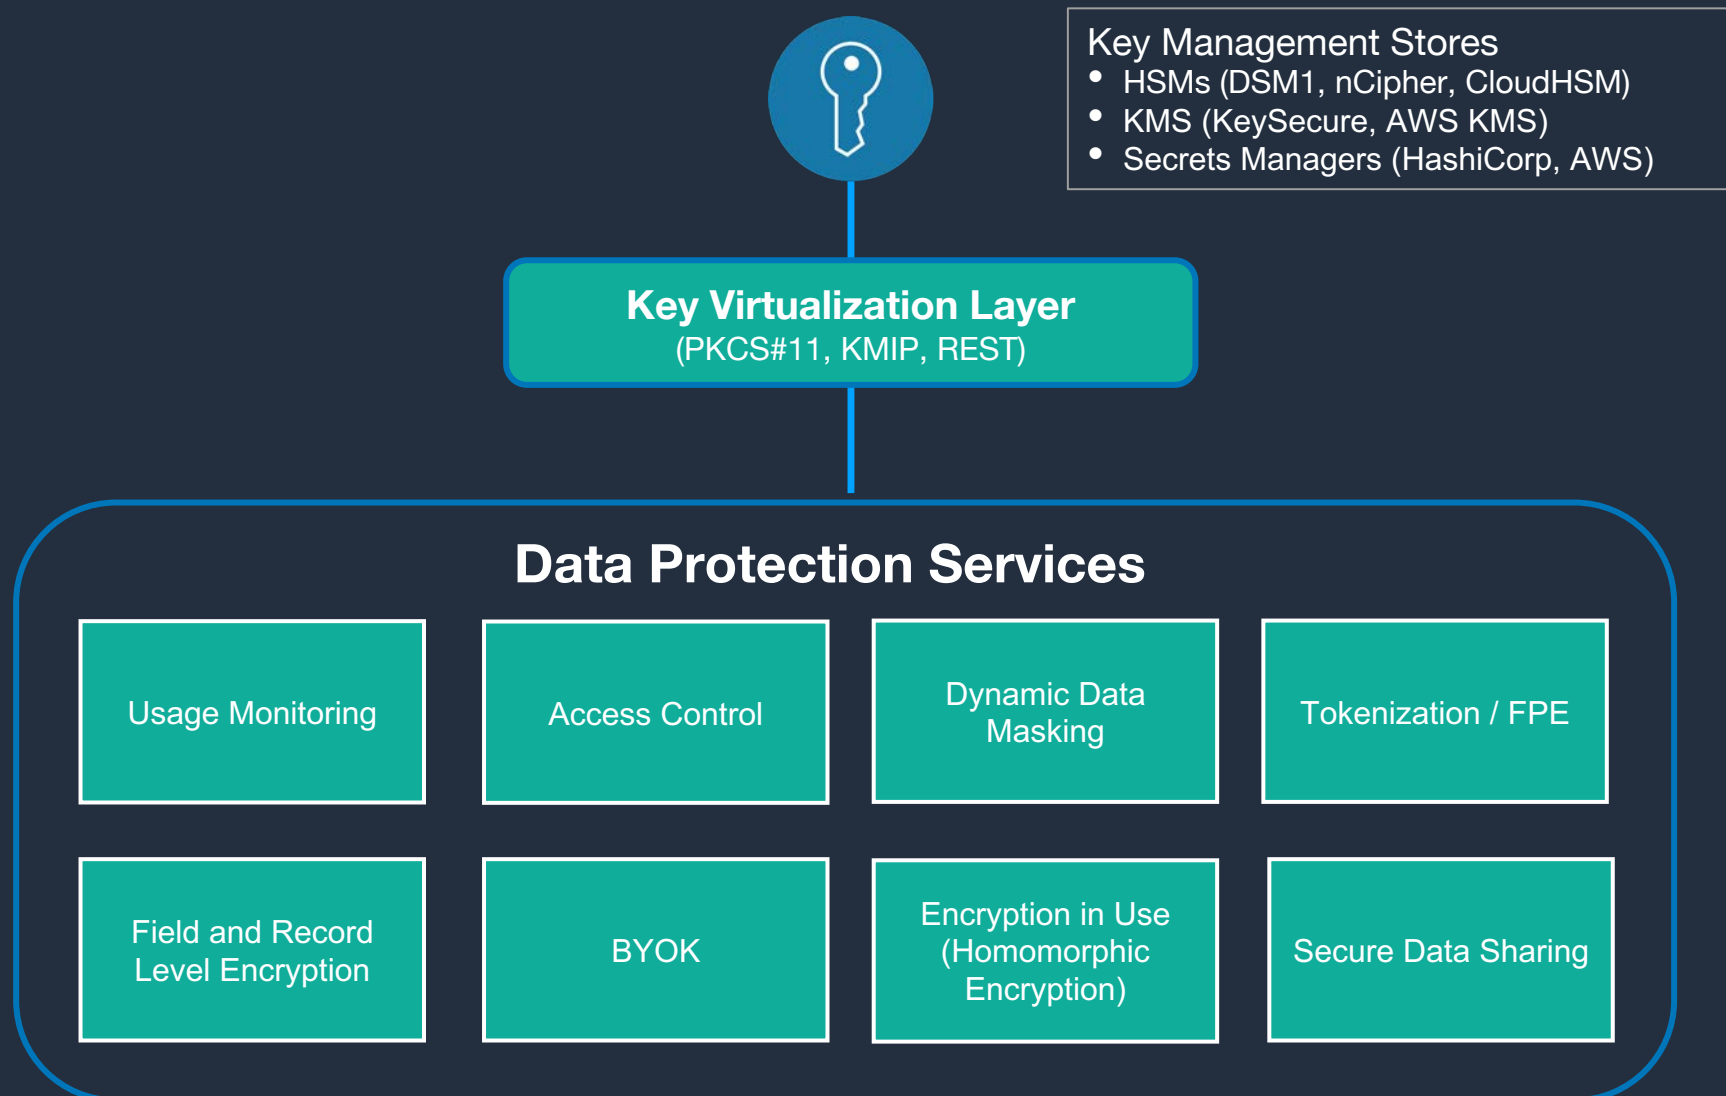 Key Management Stores
• HSMs (DSM1, nCipher, CloudHSM)
• KMS (KeySecure, AWS KMS)
• Secrets Managers (HashiCorp, AWS)
Key Virtualization Layer
(PKCS#11, KMIP, REST)
Data Protection Services
Usage Monitoring
Access Control
Dynamic Data
Masking
Tokenization / FPE
Field and Record
Level Encryption
BYOK
Encryption in Use
(Homomorphic
Encryption)
Secure Data Sharing